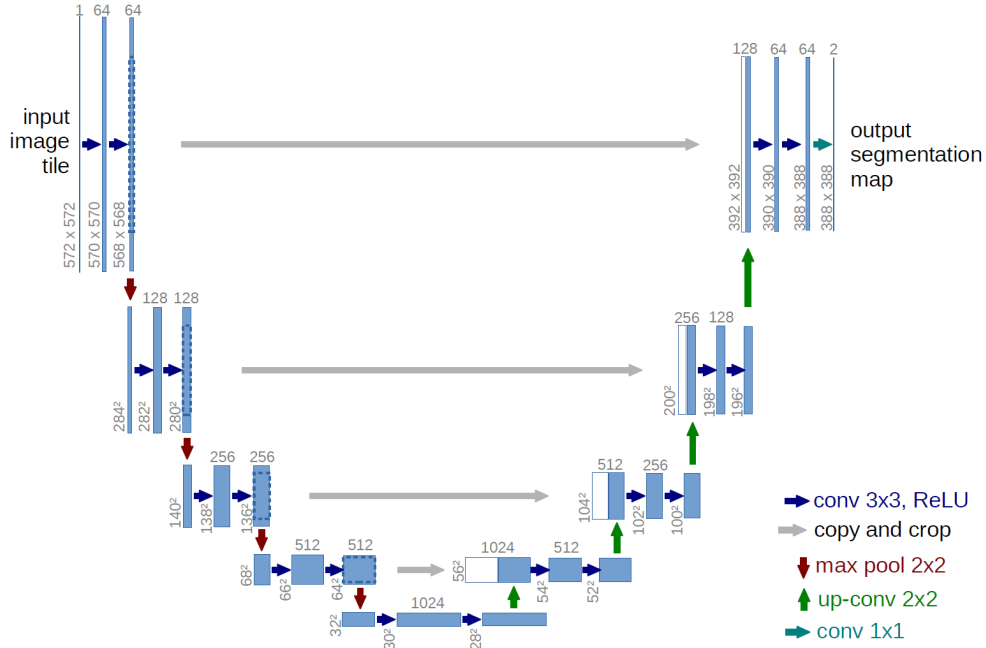 1 64 64
input
image
tile
572 x 572
570 x 570
568 x 568
128 64 64 2
392 x 392
390 x 390
388 x 388
388 x 388
output
segmentation
map
128 128
284²
282²
280²
256 128
200²
198²
196²
256 256
140²
138²
136²
512 256
104²
102²
100²
512 512
68²
66²
64²
1024 512
56²
54²
52²
1024
32²
30²
28²
conv 3x3, ReLU
copy and crop
max pool 2x2
up-conv 2x2
conv 1x1